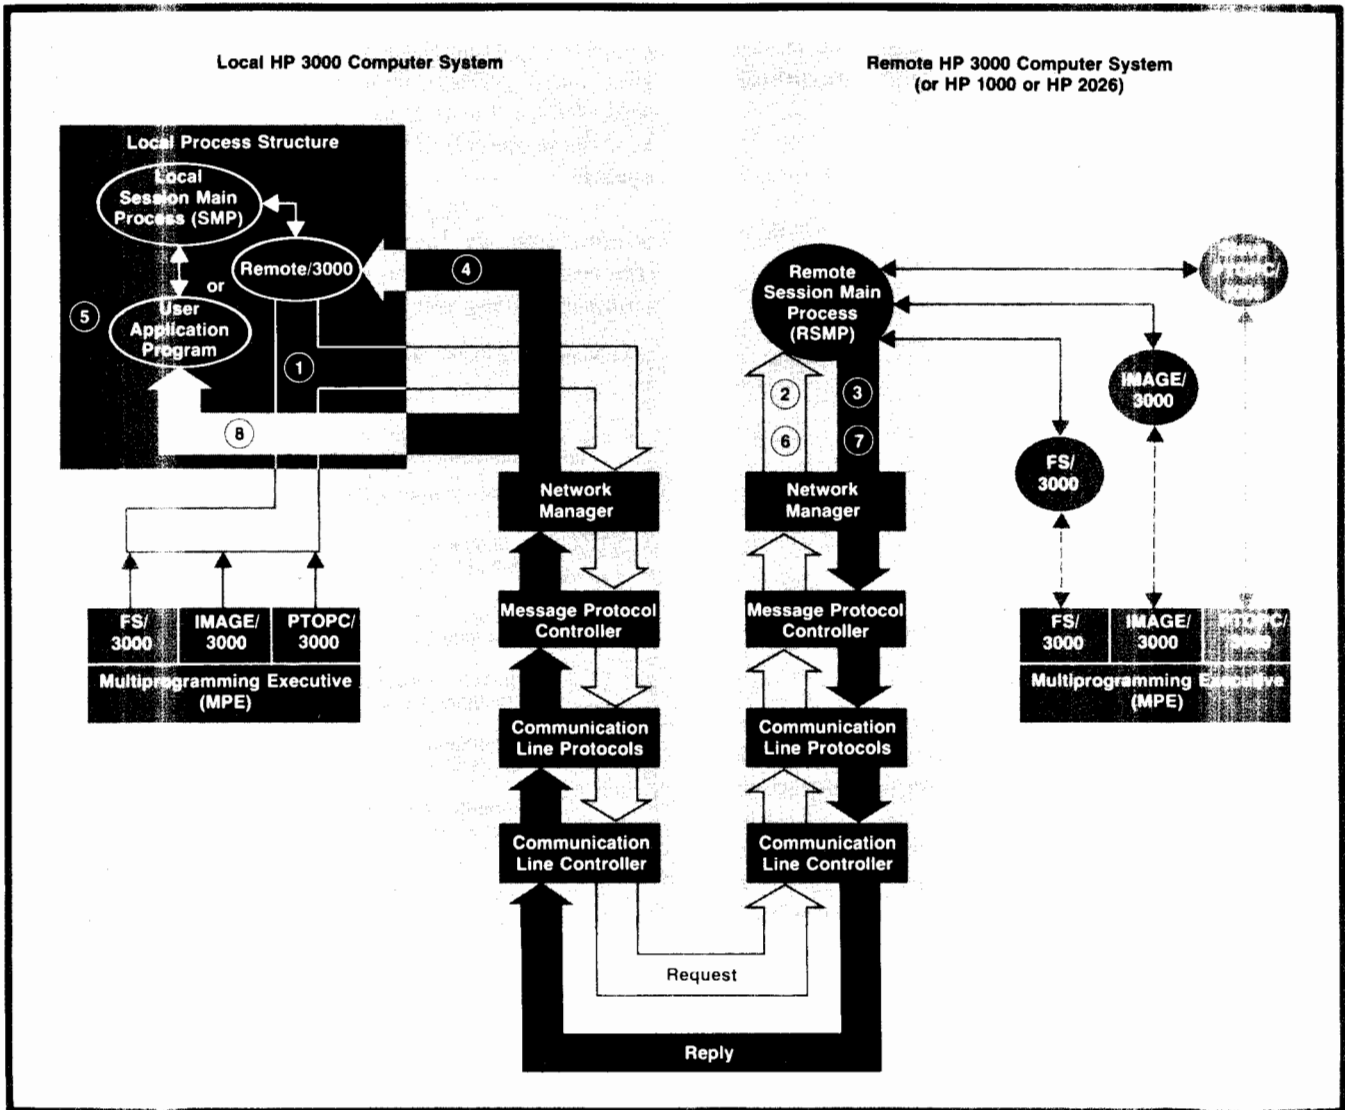 Local HP 3000 Computer System
Remote HP 3000 Computer System
(or HP 1000 or HP 2026)
Local Process Structure
Local
Session Main
Process (SMP)
Remote/3000
or
User
Application
Program
5
1
4
8
Remote
Session Main
Process
(RSMP)
2
3
6
7
PTOPC/
IMAGE/
3000
FS/
3000
Network
Manager
Network
Manager
Message Protocol
Controller
Message Protocol
Controller
FS/
3000
IMAGE/
3000
PTOPC/
3000
Multiprogramming Executive
(MPE)
FS/
3000
IMAGE/
3000
PTOPC/
3000
Multiprogramming Executive
(MPE)
Communication
Line Protocols
Communication
Line Protocols
Communication
Line Controller
Communication
Line Controller
Request
Reply